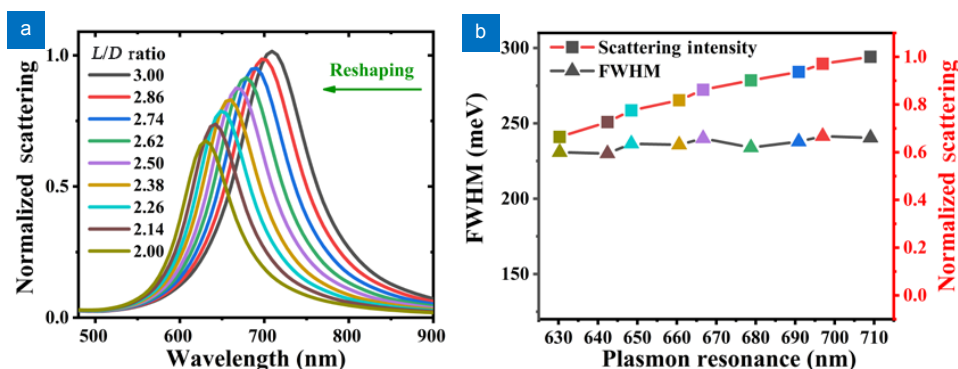 a
L/D ratio
3.00
2.86
2.74
2.62
2.50
2.38
2.26
2.14
2.00
Reshaping
Normalized scattering
1.0
0.5
0.0
500 600 700 800 900
Wavelength (nm)
b
Scattering intensity
FWHM
FWHM (meV)
300
250
200
150
1.0
0.8
0.6
0.4
0.2
0.0
Normalized scattering
630 640 650 660 670 680 690 700 710
Plasmon resonance (nm)